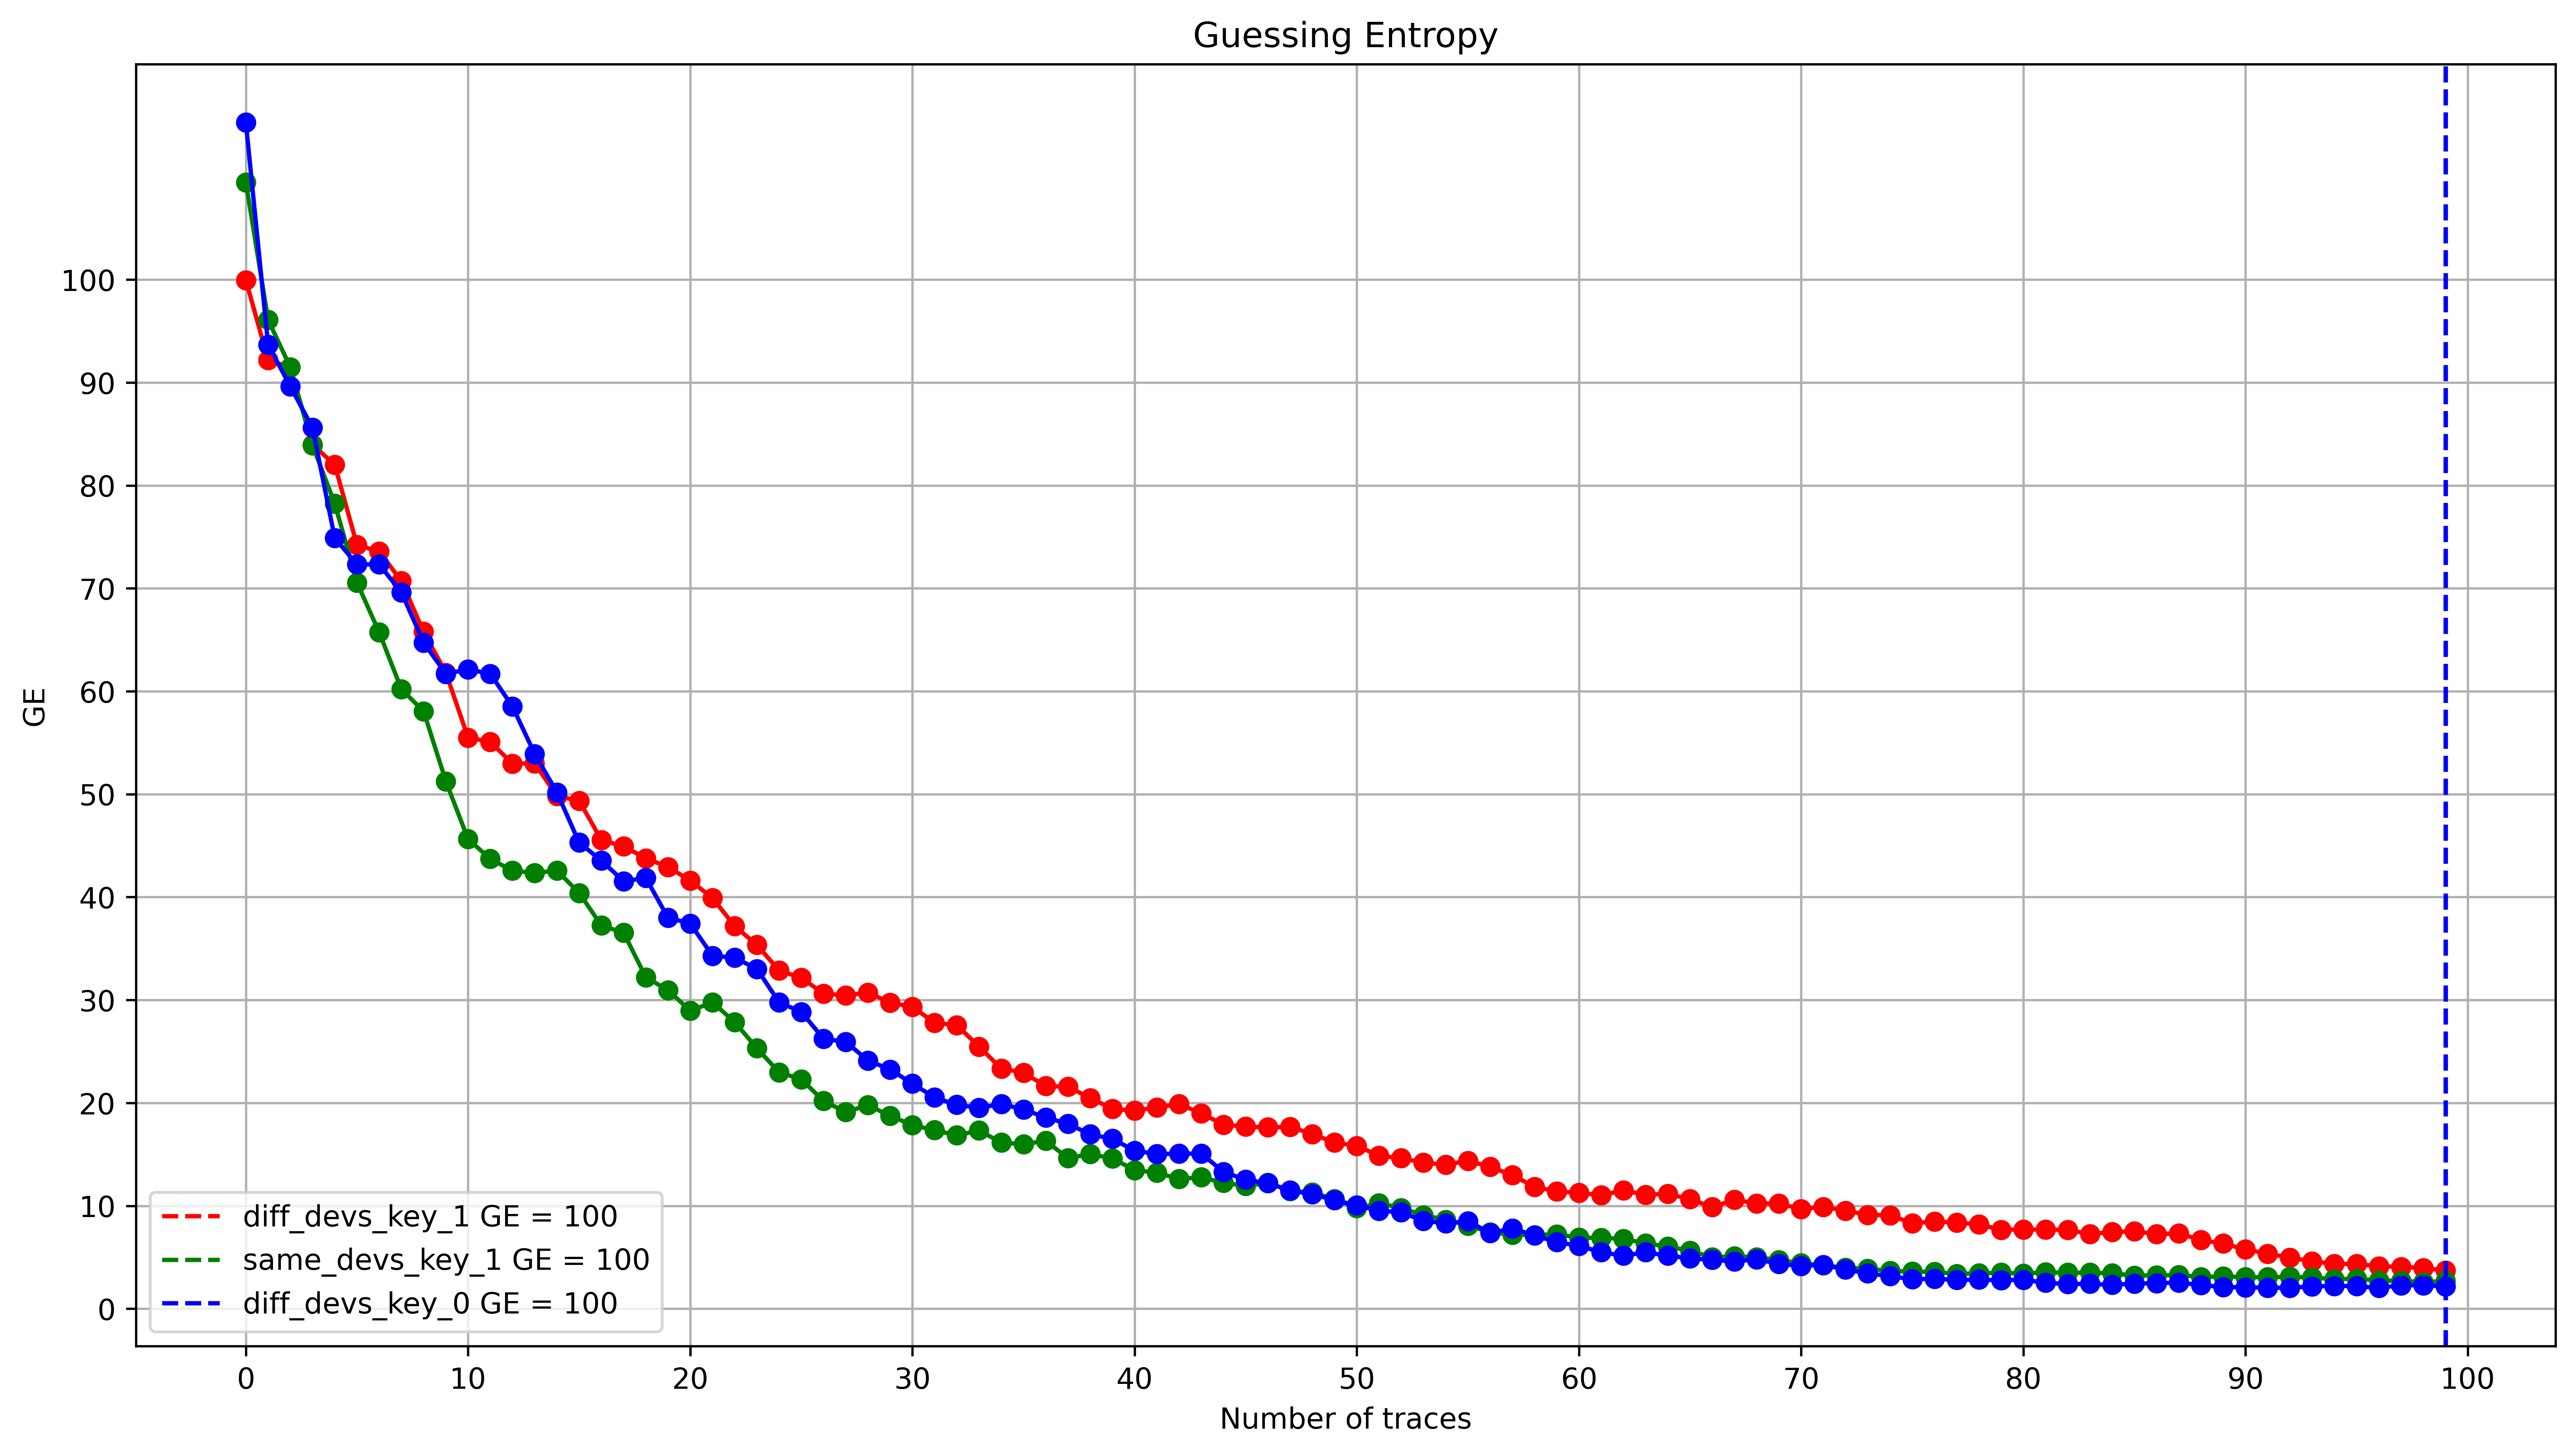 Guessing Entropy
GE
100
90
80
70
60
50
40
30
20
10
0
diff_devs_key_1 GE = 100
same_devs_key_1 GE = 100
diff_devs_key_0 GE = 100
0 10 20 30 40 50 60 70 80 90 100
Number of traces